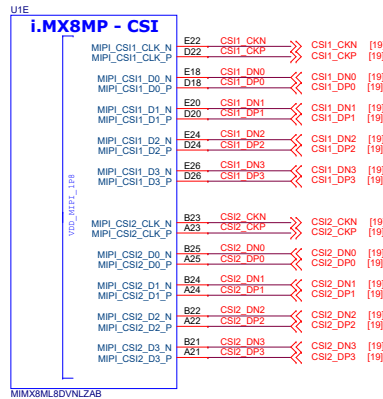 U1E
i.MX8MP - CSI
VDD_MIPI_1P8
MIPI_CSI1_CLK_N E22 CSI1_CKN CSI1_CKN [19]
MIPI_CSI1_CLK_P D22 CSI1_CKP CSI1_CKP [19]
MIPI_CSI1_D0_N E18 CSI1_DN0 CSI1_DN0 [19]
MIPI_CSI1_D0_P D18 CSI1_DP0 CSI1_DP0 [19]
MIPI_CSI1_D1_N E20 CSI1_DN1 CSI1_DN1 [19]
MIPI_CSI1_D1_P D20 CSI1_DP1 CSI1_DP1 [19]
MIPI_CSI1_D2_N E24 CSI1_DN2 CSI1_DN2 [19]
MIPI_CSI1_D2_P D24 CSI1_DP2 CSI1_DP2 [19]
MIPI_CSI1_D3_N E26 CSI1_DN3 CSI1_DN3 [19]
MIPI_CSI1_D3_P D26 CSI1_DP3 CSI1_DP3 [19]
MIPI_CSI2_CLK_N B23 CSI2_CKN CSI2_CKN [19]
MIPI_CSI2_CLK_P A23 CSI2_CKP CSI2_CKP [19]
MIPI_CSI2_D0_N B25 CSI2_DN0 CSI2_DN0 [19]
MIPI_CSI2_D0_P A25 CSI2_DP0 CSI2_DP0 [19]
MIPI_CSI2_D1_N B24 CSI2_DN1 CSI2_DN1 [19]
MIPI_CSI2_D1_P A24 CSI2_DP1 CSI2_DP1 [19]
MIPI_CSI2_D2_N B22 CSI2_DN2 CSI2_DN2 [19]
MIPI_CSI2_D2_P A22 CSI2_DP2 CSI2_DP2 [19]
MIPI_CSI2_D3_N B21 CSI2_DN3 CSI2_DN3 [19]
MIPI_CSI2_D3_P A21 CSI2_DP3 CSI2_DP3 [19]
MIMX8ML8DVNLZAB